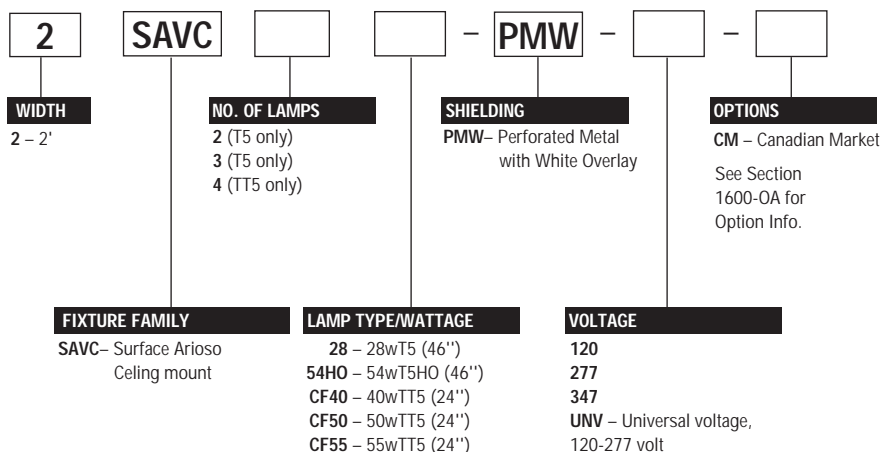 2 SAVC – PMW – –
WIDTH
2 – 2'
NO. OF LAMPS
2 (T5 only)
3 (T5 only)
4 (TT5 only)
SHIELDING
PMW– Perforated Metal
with White Overlay
OPTIONS
CM – Canadian Market
See Section
1600-OA for
Option Info.
FIXTURE FAMILY
SAVC– Surface Arioso
Celing mount
LAMP TYPE/WATTAGE
28 – 28wT5 (46'')
54HO – 54wT5HO (46'')
CF40 – 40wTT5 (24'')
CF50 – 50wTT5 (24'')
CF55 – 55wTT5 (24'')
VOLTAGE
120
277
347
UNV – Universal voltage,
120-277 volt